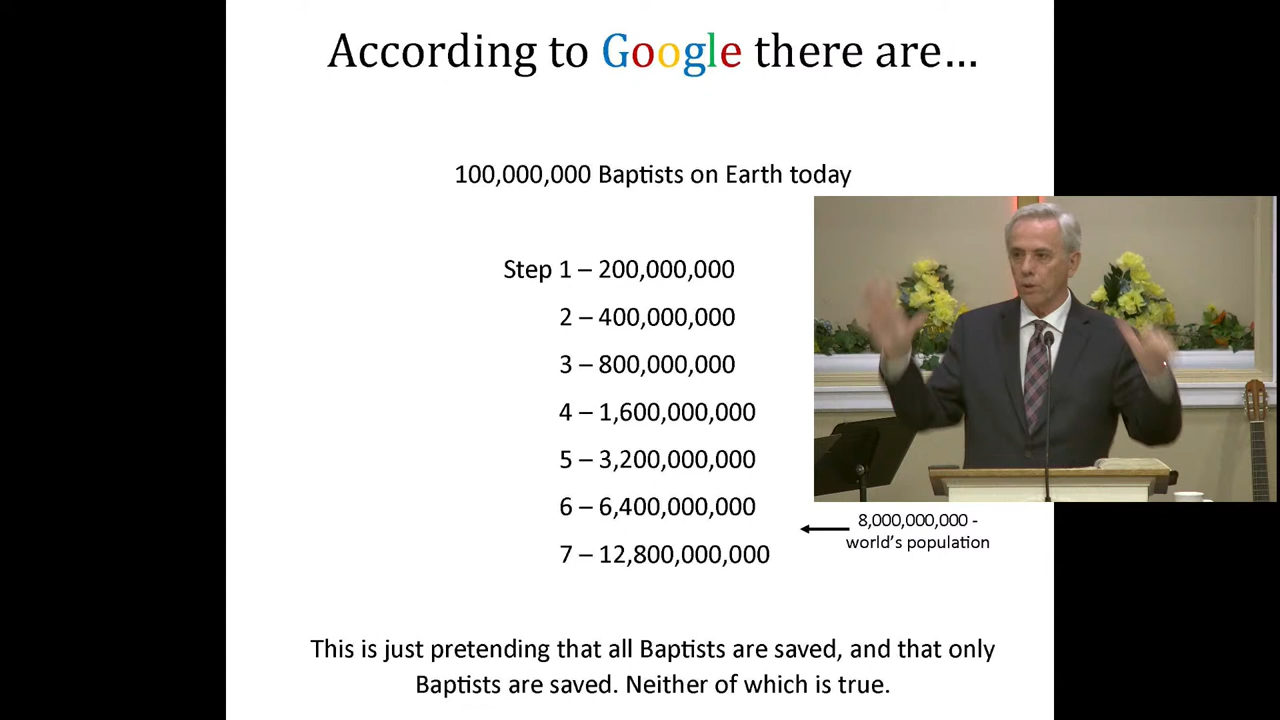 According to Google there are...
100,000,000 Baptists on Earth today
Step 1 – 200,000,000
2 – 400,000,000
3 – 800,000,000
4 – 1,600,000,000
5 – 3,200,000,000
6 – 6,400,000,000
8,000,000,000 -
world's population
7 – 12,800,000,000
This is just pretending that all Baptists are saved, and that only
Baptists are saved. Neither of which is true.